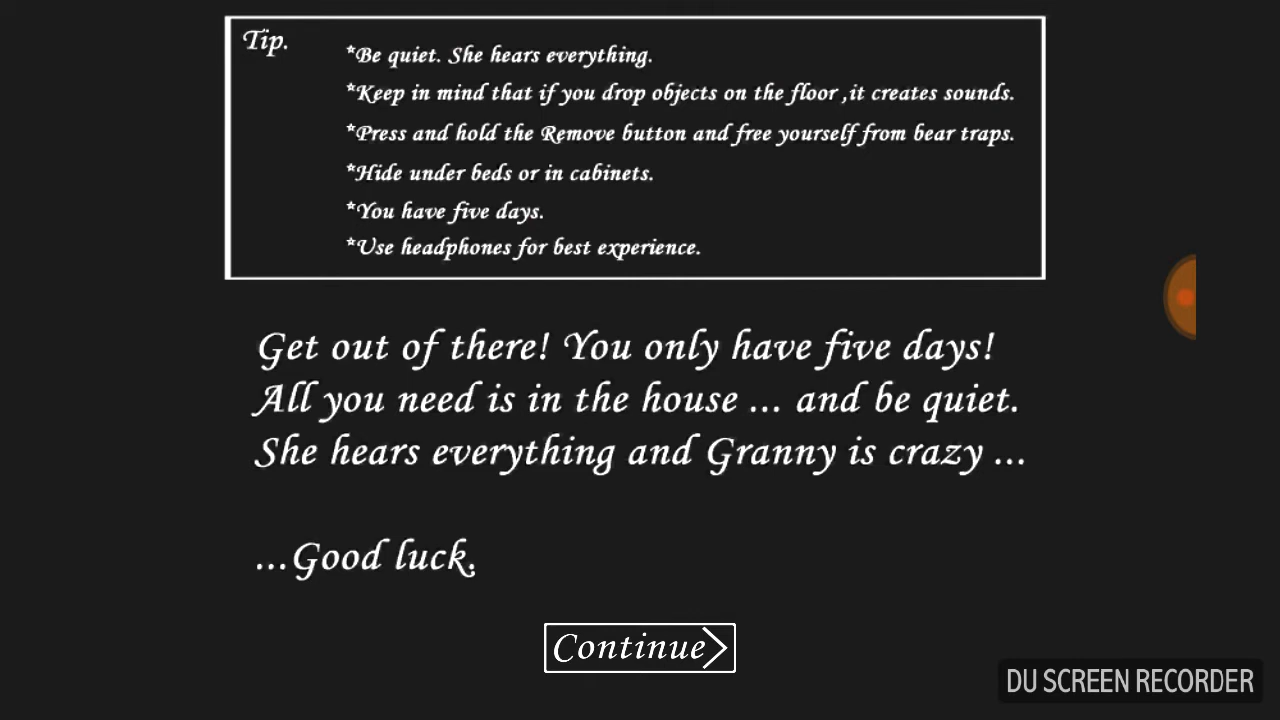 Tip.
*Be quiet. She hears everything.
*Keep in mind that if you drop objects on the floor ,it creates sounds.
*Press and hold the Remove button and free yourself from bear traps.
*Hide under beds or in cabinets.
*You have five days.
*Use headphones for best experience.
Get out of there! You only have five days!
All you need is in the house ... and be quiet.
She hears everything and Granny is crazy ...
...Good luck.
Continue
DU SCREEN RECORDER